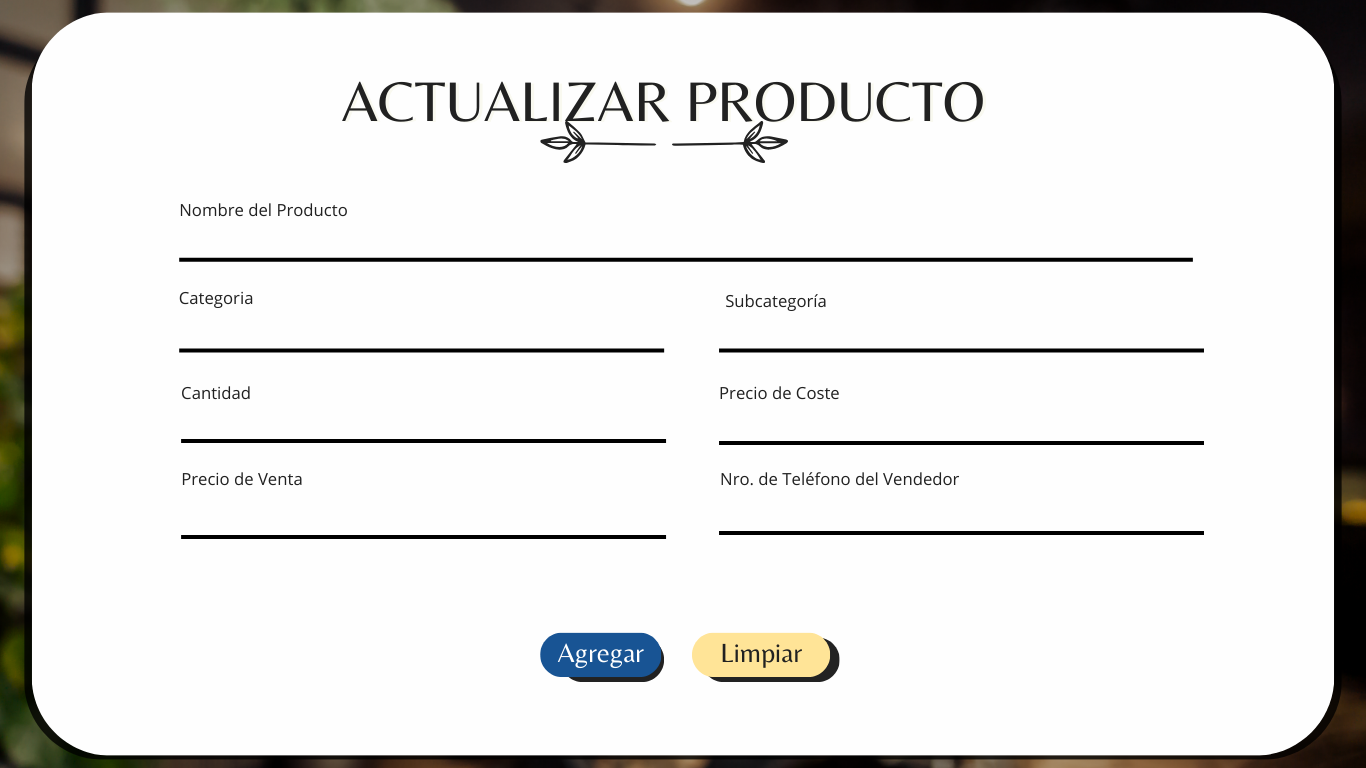 ACTUALIZAR PRODUCTO
Nombre del Producto
Categoria
Subcategoría
Cantidad
Precio de Coste
Precio de Venta
Nro. de Teléfono del Vendedor
Agregar
Limpiar